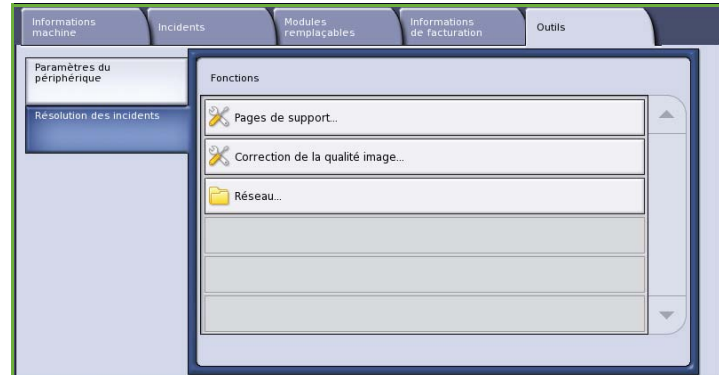 Informations
machine
Incidents
Modules
remplaçables
Informations
de facturation
Outils
Paramètres du
périphérique
Résolution des incidents
Fonctions
Pages de support...
Correction de la qualité image...
Réseau...